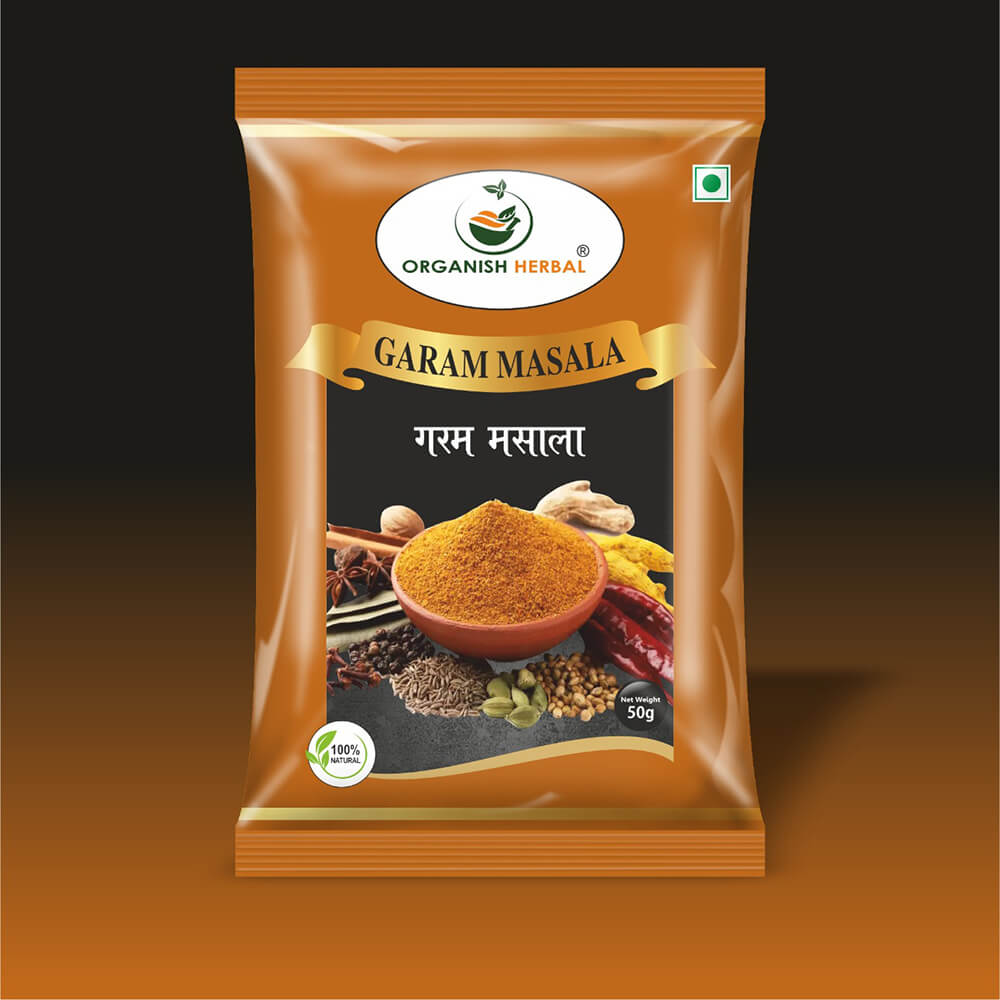 ORGANISH HERBAL ®
GARAM MASALA
गरम मसाला
Net Weight
50g
100%
NATURAL